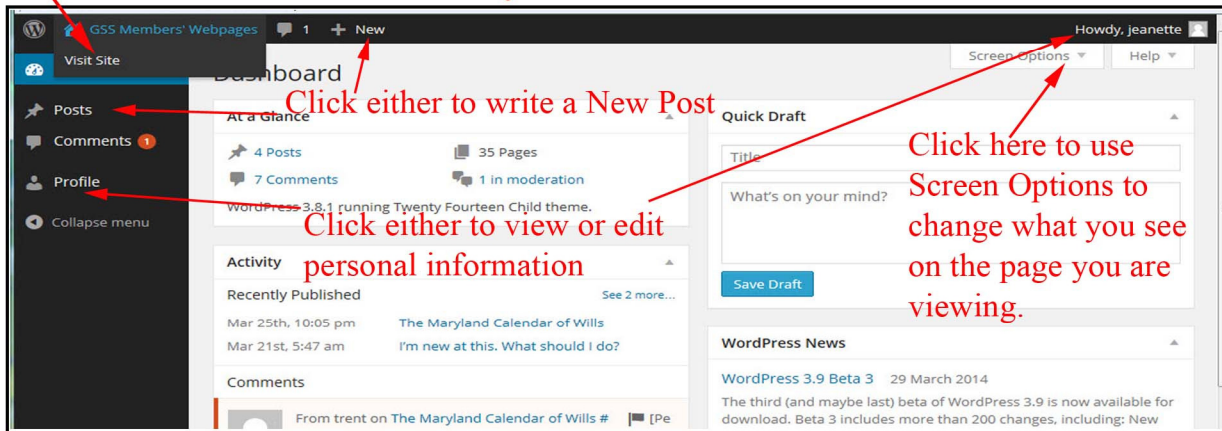 GSS Members' Webpages 1 + New Howdy, jeanette
Visit Site
Dashboard
Screen Options Help
Posts
Comments 1
Profile
Collapse menu
Click either to write a New Post
At a Glance
4 Posts 35 Pages
7 Comments 1 in moderation
WordPress 3.8.1 running Twenty Fourteen Child theme.
Click either to view or edit
personal information
Activity
Recently Published See 2 more...
Mar 25th, 10:05 pm The Maryland Calendar of Wills
Mar 21st, 5:47 am I'm new at this. What should I do?
Comments
From trent on The Maryland Calendar of Wills # [Pe
Quick Draft
Title
What's on your mind?
Save Draft
Click here to use
Screen Options to
change what you see
on the page you are
viewing.
WordPress News
WordPress 3.9 Beta 3 29 March 2014
The third (and maybe last) beta of WordPress 3.9 is now available for
download. Beta 3 includes more than 200 changes, including: New